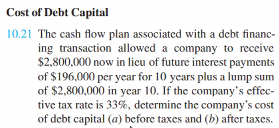 Cost of Debt Capital
10.21 The cash flow plan associated with a debt financ-
ing transaction allowed a company to receive
$2,800,000 now in lieu of future interest payments
of $196,000 per year for 10 years plus a lump sum
of $2,800,000 in year 10. If the company's effec-
tive tax rate is 33%, determine the company's cost
of debt capital (a) before taxes and (b) after taxes.